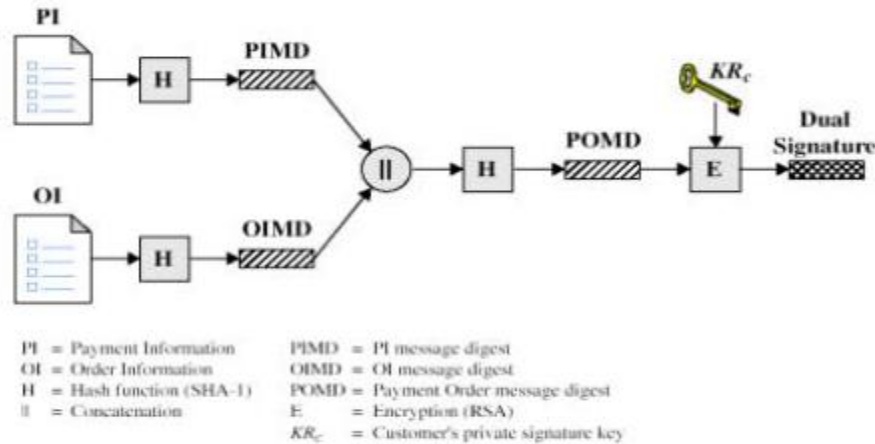 PI
PIMD
H
KRc
Dual
Signature
POMD
||
H
E
OI
OIMD
H
PI = Payment Information
OI = Order Information
H = Hash function (SHA-1)
|| = Concatenation
PIMD = PI message digest
OIMD = OI message digest
POMD = Payment Order message digest
E = Encryption (RSA)
KRc = Customer's private signature key